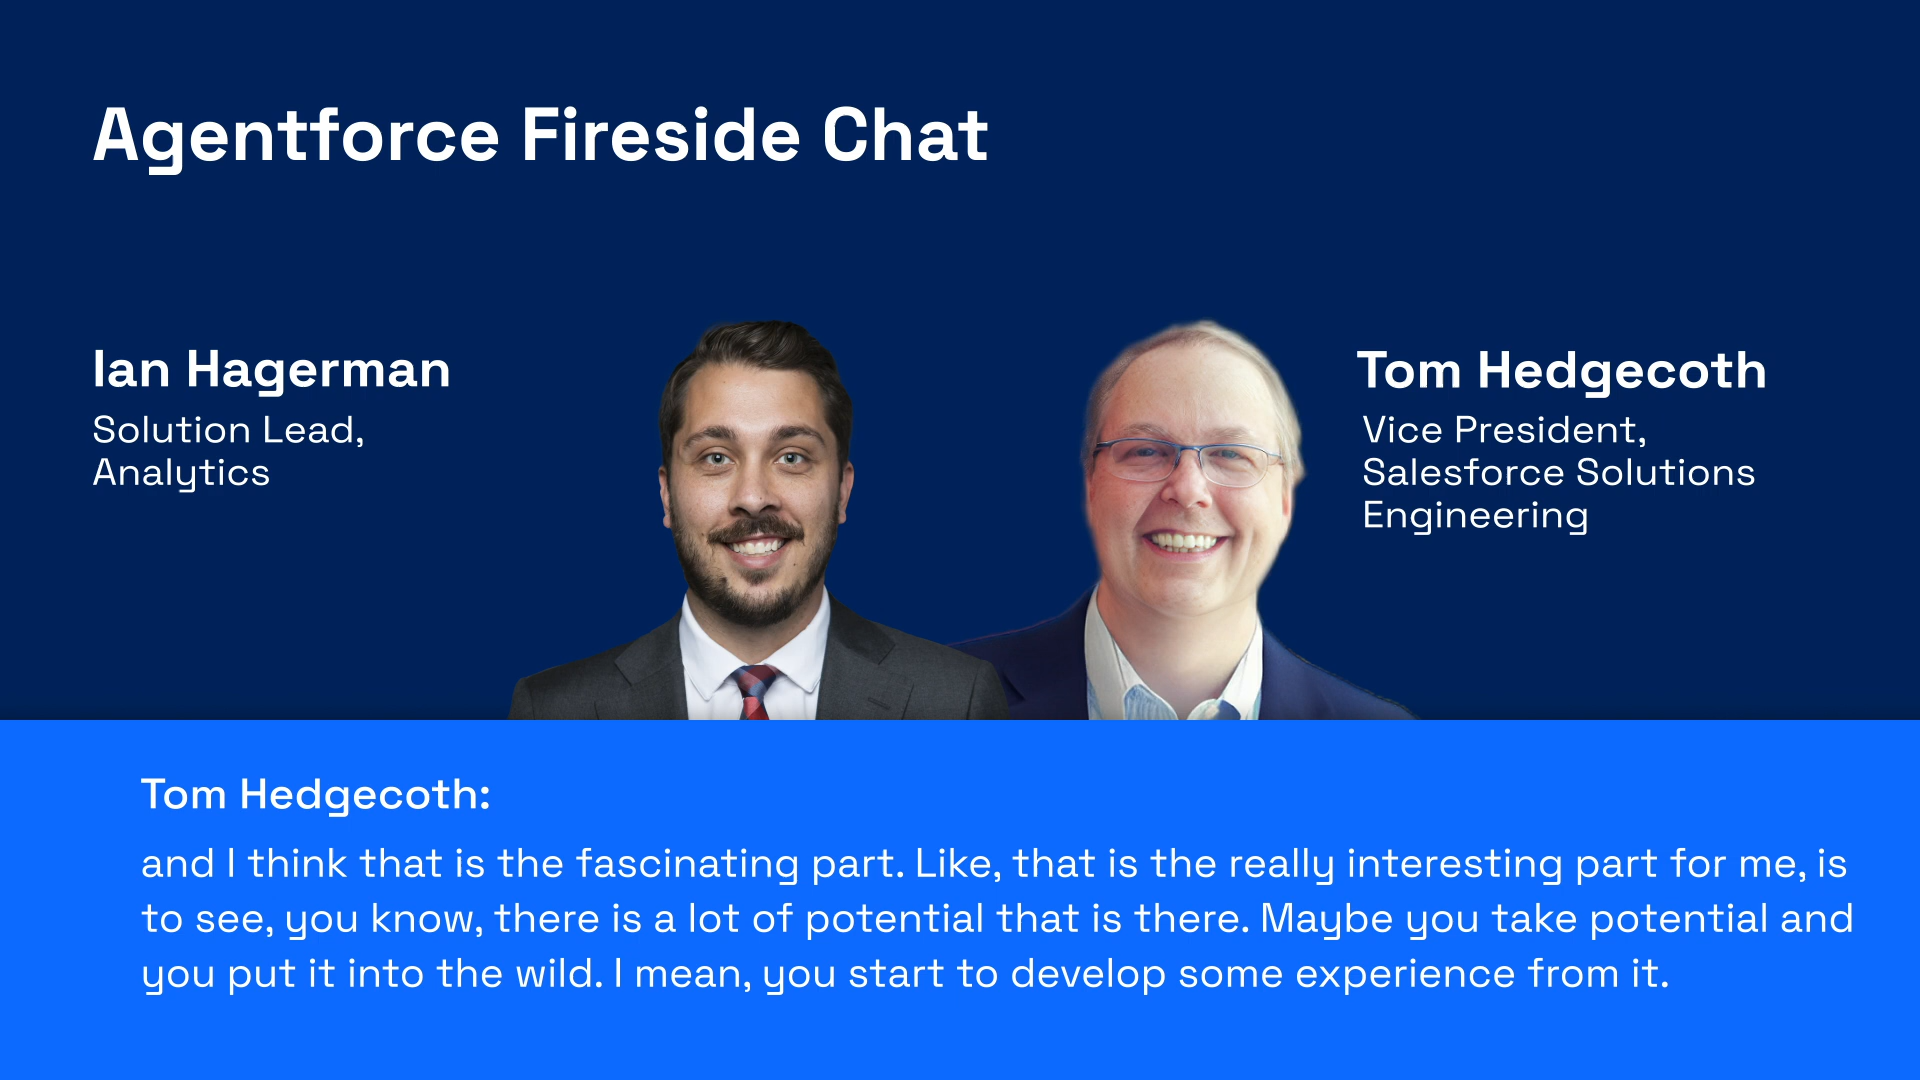 Agentforce Fireside Chat
Ian Hagerman
Solution Lead,
Analytics
Tom Hedgecoth
Vice President,
Salesforce Solutions
Engineering
Tom Hedgecoth:
and I think that is the fascinating part. Like, that is the really interesting part for me, is
to see, you know, there is a lot of potential that is there. Maybe you take potential and
you put it into the wild. I mean, you start to develop some experience from it.